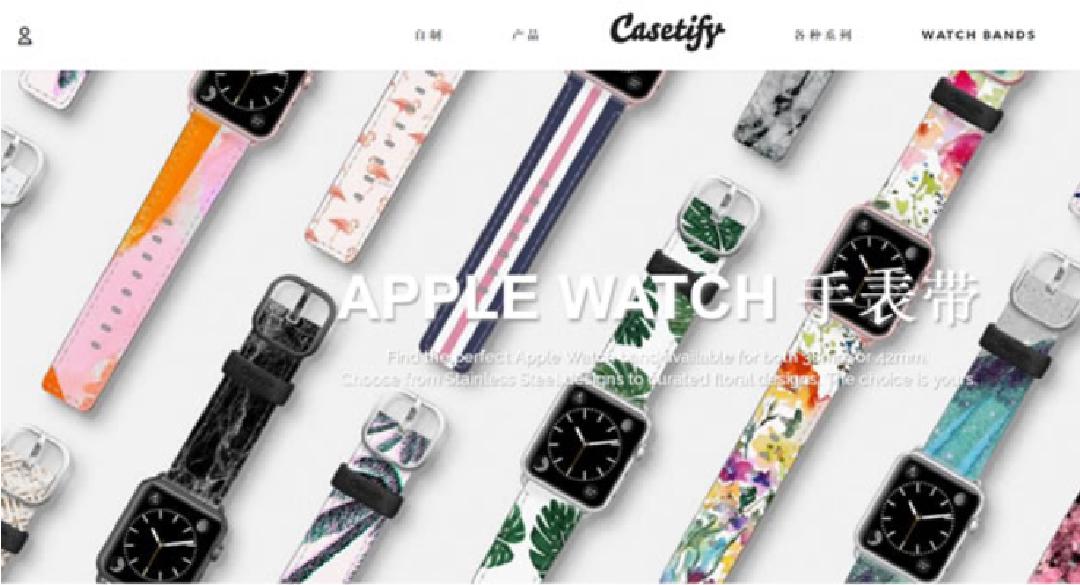 自制 产品 Casetify 各种系列 WATCH BANDS
APPLE WATCH 手表带
Find the perfect Apple Watch band available for both 38mm or 42mm.
Choose from Stainless Steel designs to curated floral designs. The choice is yours